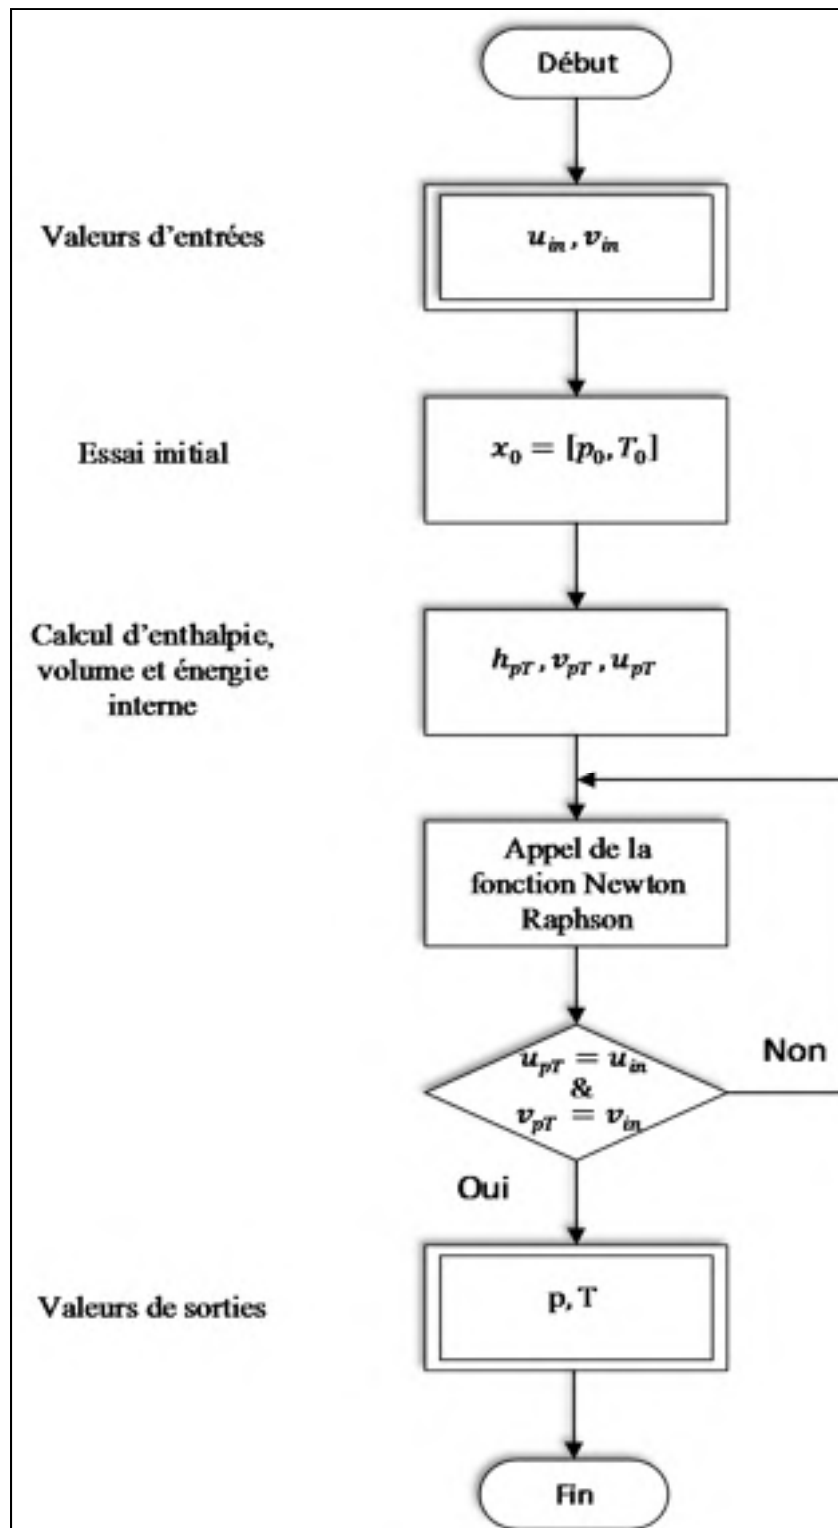 Début
Valeurs d'entrées
u_in, v_in
Essai initial
x_0 = [p_0, T_0]
Calcul d'enthalpie,
volume et énergie
interne
h_pT, v_pT, u_pT
Appel de la
fonction Newton
Raphson
u_pT = u_in
&
v_pT = v_in
Non
Oui
Valeurs de sorties
p, T
Fin